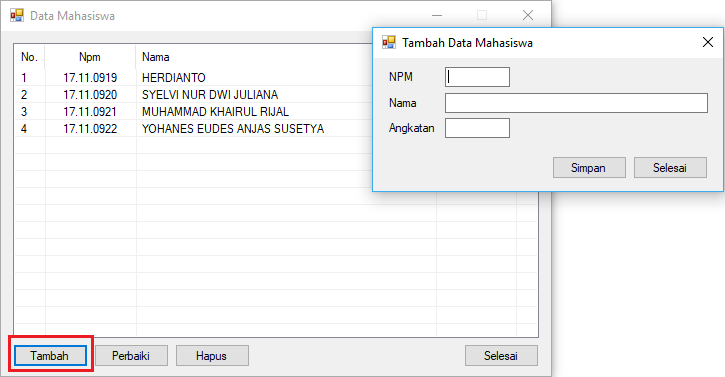 Data Mahasiswa
No. Npm Nama
1 17.11.0919 HERDIANTO
2 17.11.0920 SYELVI NUR DWI JULIANA
3 17.11.0921 MUHAMMAD KHAIRUL RIJAL
4 17.11.0922 YOHANES EUDES ANJAS SUSETYA
Tambah Perbaiki Hapus Selesai
Tambah Data Mahasiswa
NPM
Nama
Angkatan
Simpan Selesai